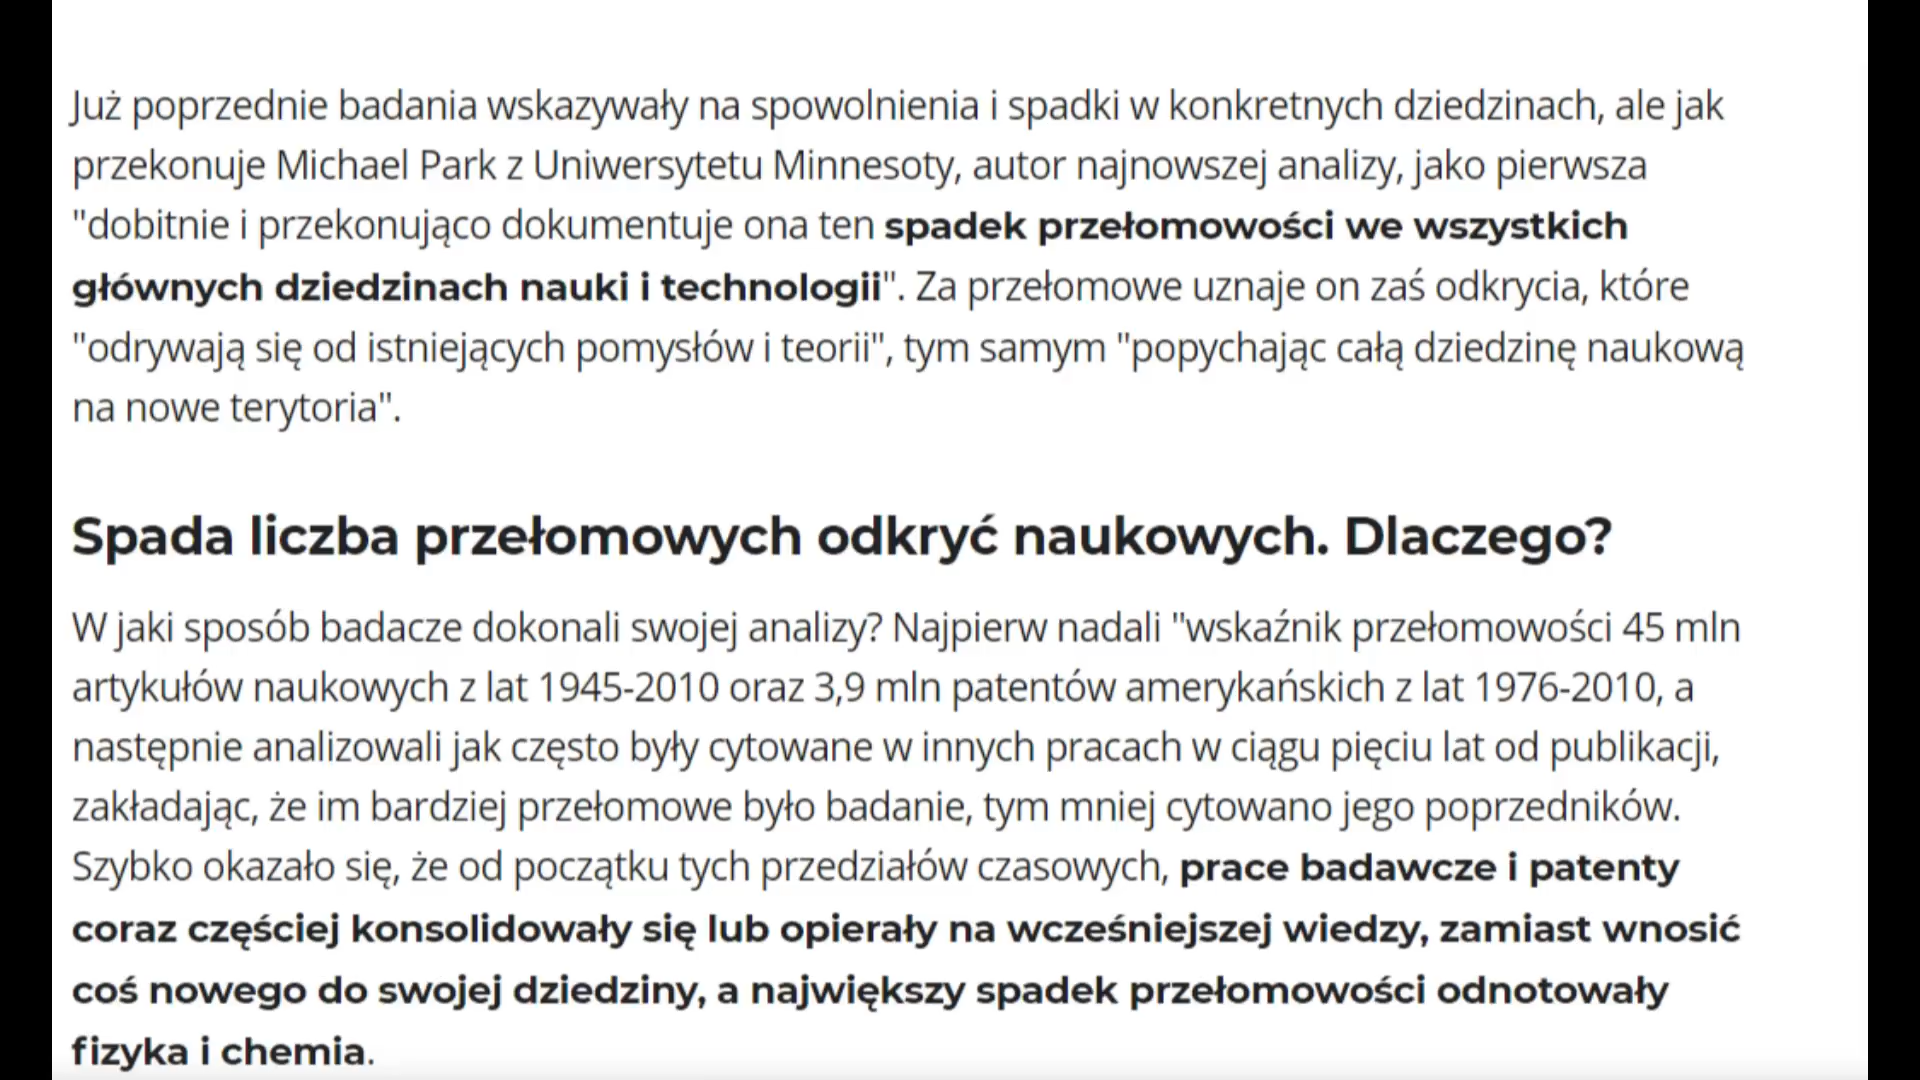 Już poprzednie badania wskazywały na spowolnienia i spadki w konkretnych dziedzinach, ale jak
przekonuje Michael Park z Uniwersytetu Minnesoty, autor najnowszej analizy, jako pierwsza
"dobitnie i przekonująco dokumentuje ona ten spadek przełomowości we wszystkich
głównych dziedzinach nauki i technologii". Za przełomowe uznaje on zaś odkrycia, które
"odrywają się od istniejących pomysłów i teorii", tym samym "popychając całą dziedzinę naukową
na nowe terytoria".
Spada liczba przełomowych odkryć naukowych. Dlaczego?
W jaki sposób badacze dokonali swojej analizy? Najpierw nadali "wskaźnik przełomowości 45 mln
artykułów naukowych z lat 1945-2010 oraz 3,9 mln patentów amerykańskich z lat 1976-2010, a
następnie analizowali jak często były cytowane w innych pracach w ciągu pięciu lat od publikacji,
zakładając, że im bardziej przełomowe było badanie, tym mniej cytowano jego poprzedników.
Szybko okazało się, że od początku tych przedziałów czasowych, prace badawcze i patenty
coraz częściej konsolidowały się lub opierały na wcześniejszej wiedzy, zamiast wnosić
coś nowego do swojej dziedziny, a największy spadek przełomowości odnotowały
fizyka i chemia.